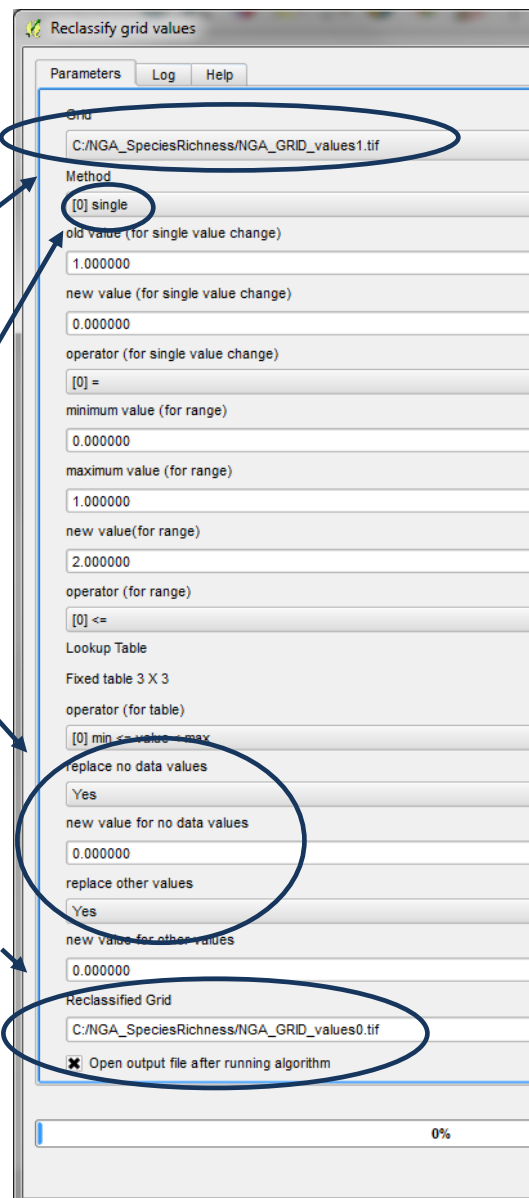 Reclassify grid values
Parameters Log Help
Grid
C:/NGA_SpeciesRichness/NGA_GRID_values1.tif
Method
[0] single
old value (for single value change)
1.000000
new value (for single value change)
0.000000
operator (for single value change)
[0] =
minimum value (for range)
0.000000
maximum value (for range)
1.000000
new value(for range)
2.000000
operator (for range)
[0] <=
Lookup Table
Fixed table 3 X 3
operator (for table)
[0] min <= value < max
replace no data values
Yes
new value for no data values
0.000000
replace other values
Yes
new value for other values
0.000000
Reclassified Grid
C:/NGA_SpeciesRichness/NGA_GRID_values0.tif
Open output file after running algorithm
0%